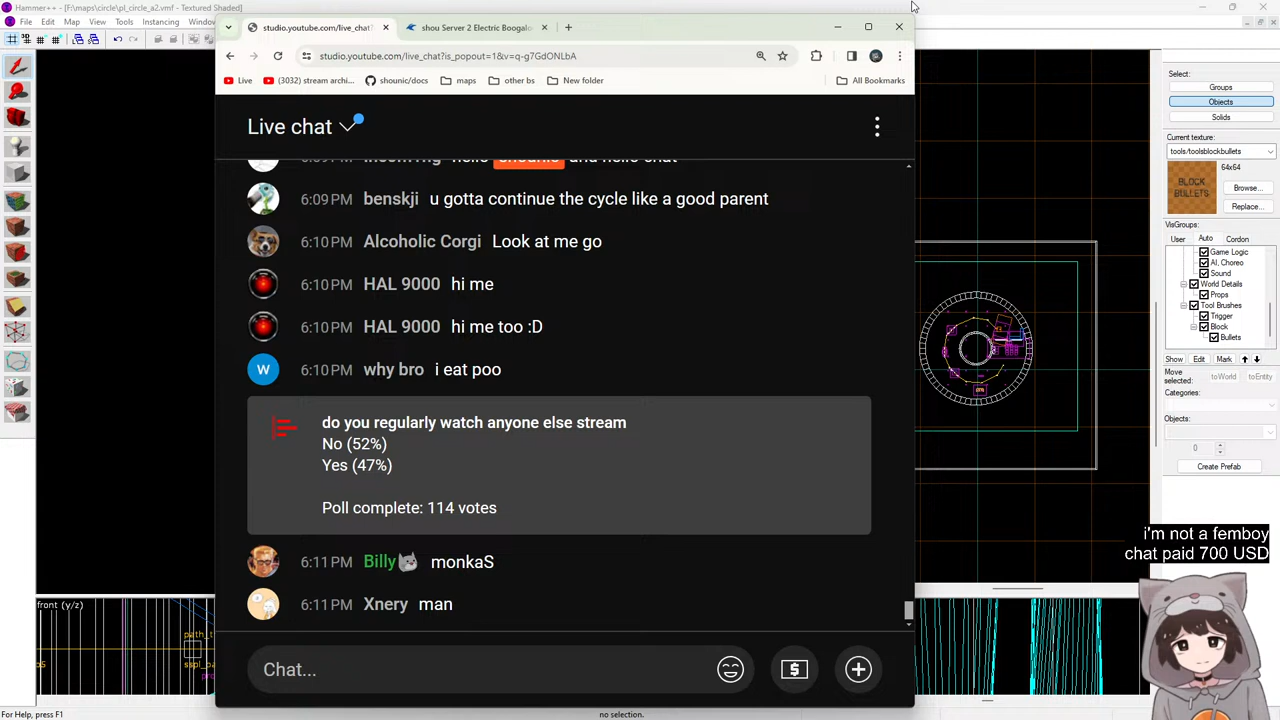 Hammer++ - [F:\maps\circle\pl_circle_a2.vmf - Textured Shaded]
File Edit Map View Tools Instancing
studio.youtube.com/live_chat?
shou Server 2 Electric Boogalo
studio.youtube.com/live_chat?is_popout=1&v=q-g7GdONLbA
Live
(3032) stream archi...
shounic/docs
maps
other bs
New folder
All Bookmarks
Live chat
and hello chat
6:09 PM benskji u gotta continue the cycle like a good parent
6:10 PM Alcoholic Corgi Look at me go
6:10 PM HAL 9000 hi me
6:10 PM HAL 9000 hi me too :D
W 6:10 PM why bro i eat poo
do you regularly watch anyone else stream
No (52%)
Yes (47%)
Poll complete: 114 votes
6:11 PM Billy monkaS
6:11 PM Xnery man
Chat...
Select:
Groups
Objects
Solids
Current texture:
tools/toolsblockbullets
64x64
BLOCK
BULLETS
Browse...
Replace...
VisGroups:
User Auto Cordon
Game Logic
AI, Choreo
Sound
World Details
Props
Tool Brushes
Trigger
Block
Bullets
Show Edit Mark
Move
selected:
toWorld toEntity
Categories:
Objects:
0
Create Prefab
i'm not a femboy
chat paid 700 USD
front (y/z)
For Help, press F1
no selection.